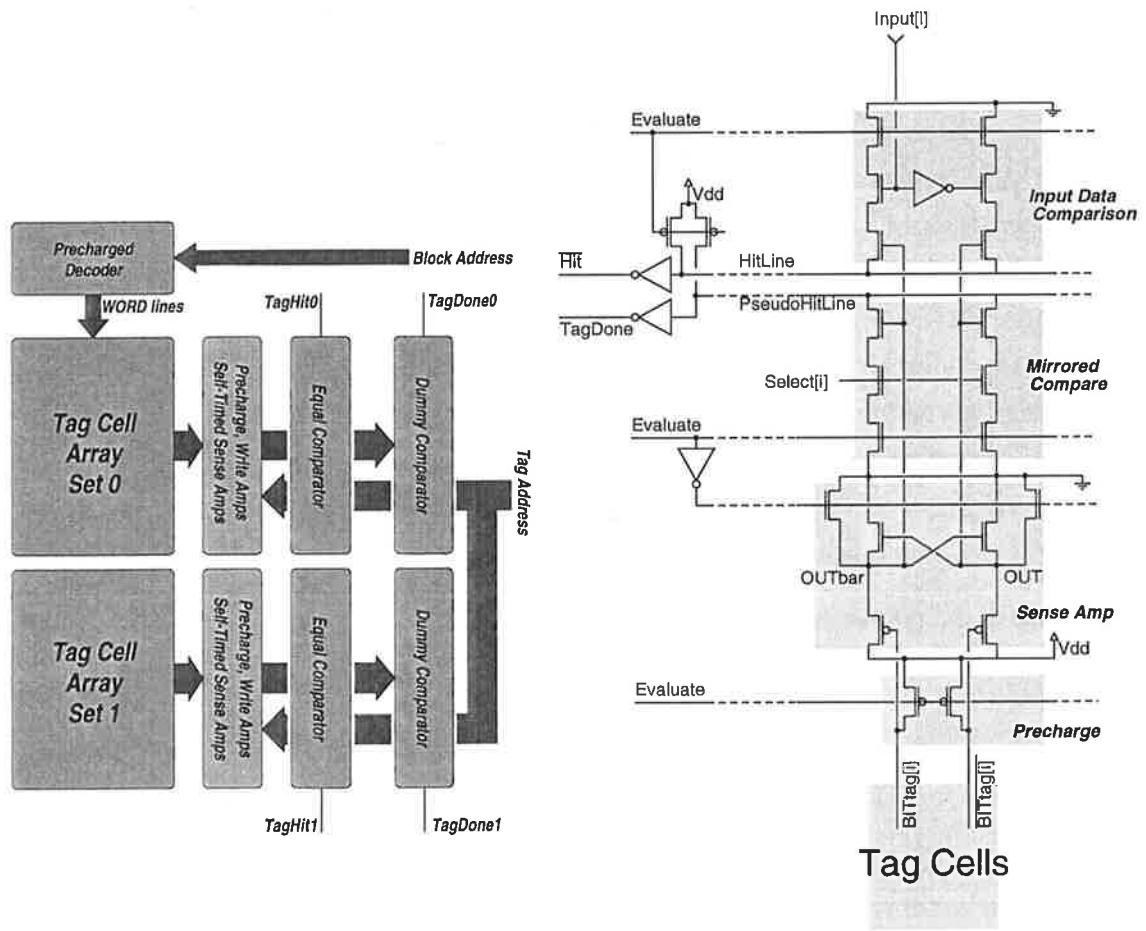 Precharged
Decoder
Block Address
WORD lines
TagHit0
TagDone0
Tag Cell
Array
Set 0
Precharge, Write Amps
Self-Timed Sense Amps
Equal Comparator
Dummy Comparator
Tag Address
Tag Cell
Array
Set 1
Precharge, Write Amps
Self-Timed Sense Amps
Equal Comparator
Dummy Comparator
TagHit1
TagDone1
Input[i]
Evaluate
Vdd
Input Data
Comparison
Hit
HitLine
PseudoHitLine
TagDone
Select[i]
Mirrored
Compare
Evaluate
OUTbar
OUT
Sense Amp
Vdd
Evaluate
Precharge
BITtag[i]
BITtag[i]
Tag Cells